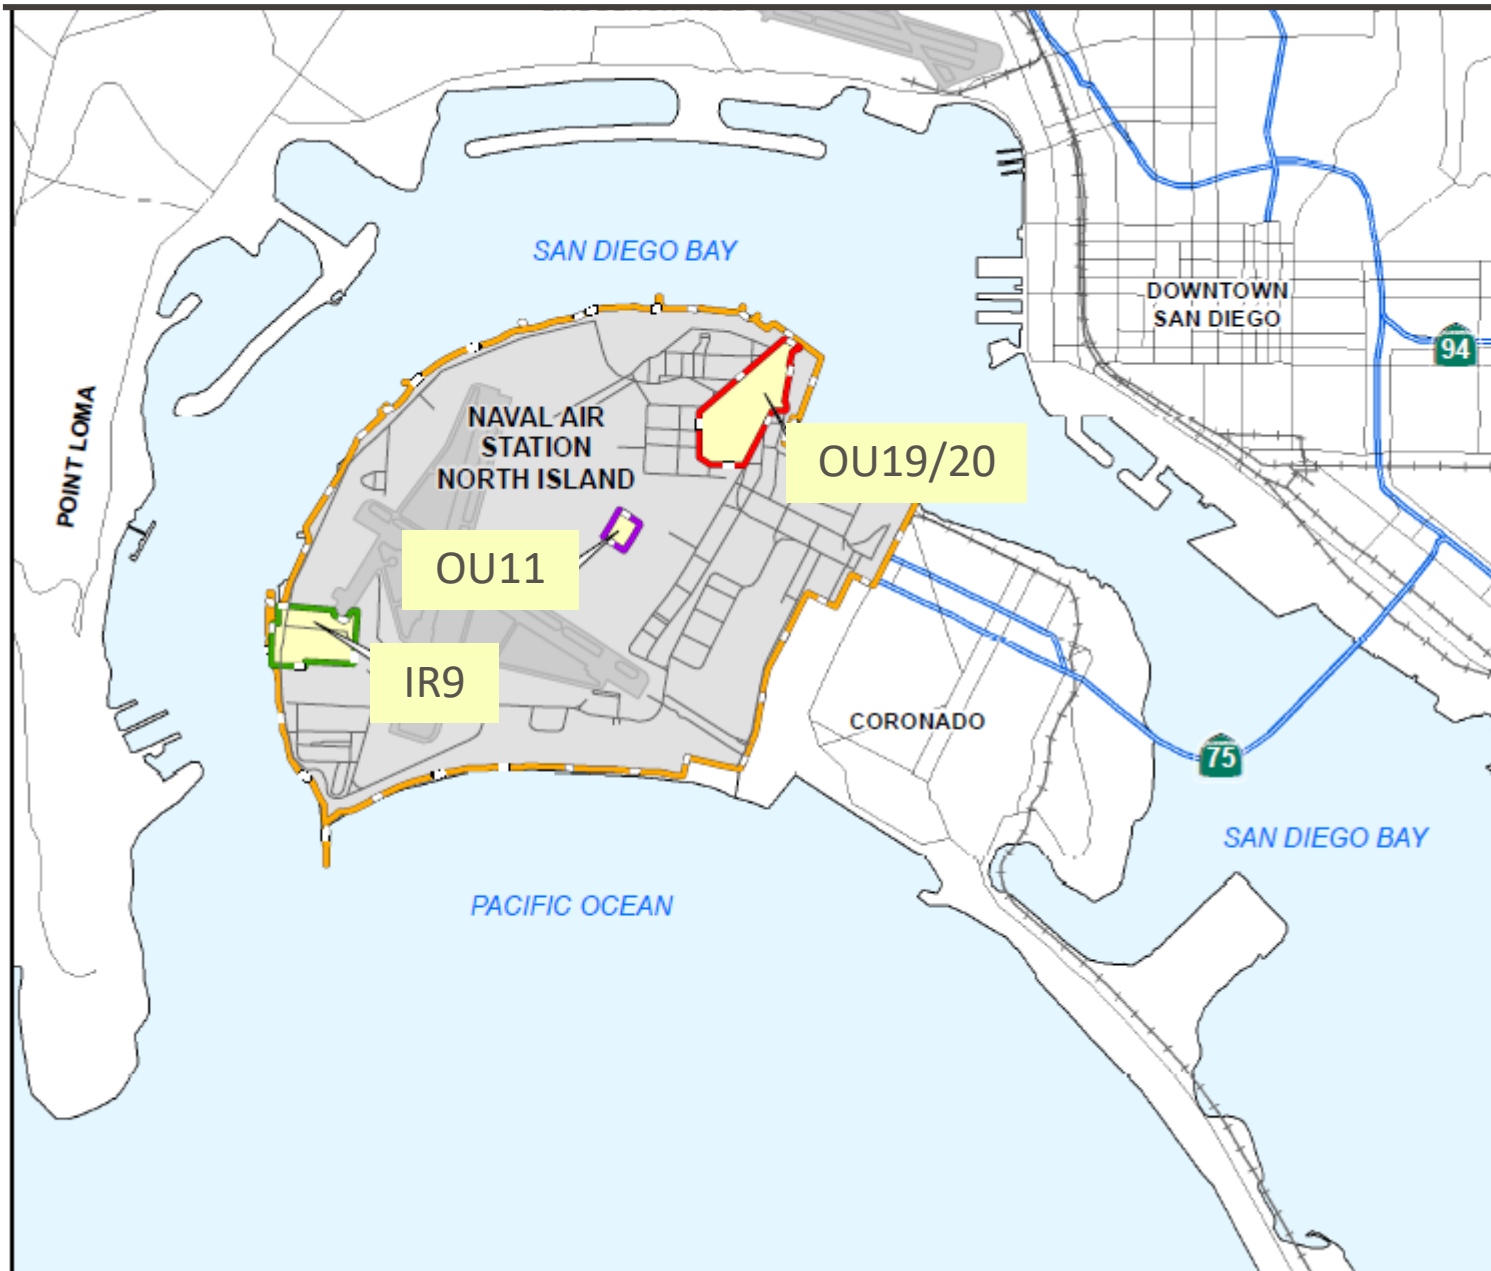 SAN DIEGO BAY
DOWNTOWN
SAN DIEGO
94
POINT LOMA
NAVAL AIR
STATION
NORTH ISLAND
OU19/20
OU11
IR9
CORONADO
75
SAN DIEGO BAY
PACIFIC OCEAN